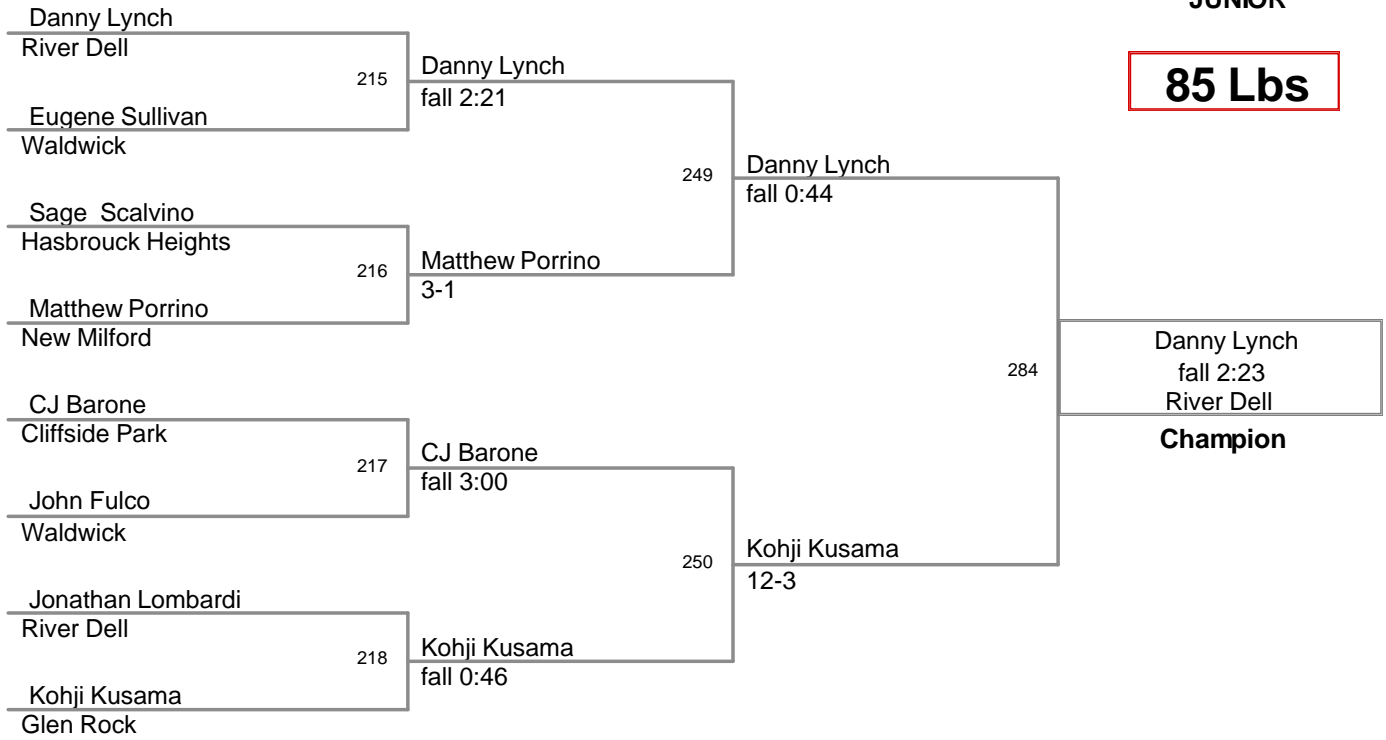 JUNIOR
85 Lbs
Danny Lynch
River Dell
215
Eugene Sullivan
Waldwick
Danny Lynch
fall 2:21
Sage Scalvino
Hasbrouck Heights
216
Matthew Porrino
New Milford
Matthew Porrino
3-1
249
Danny Lynch
fall 0:44
CJ Barone
Cliffside Park
217
John Fulco
Waldwick
CJ Barone
fall 3:00
Jonathan Lombardi
River Dell
218
Kohji Kusama
Glen Rock
Kohji Kusama
fall 0:46
250
Kohji Kusama
12-3
284
Danny Lynch
fall 2:23
River Dell
Champion